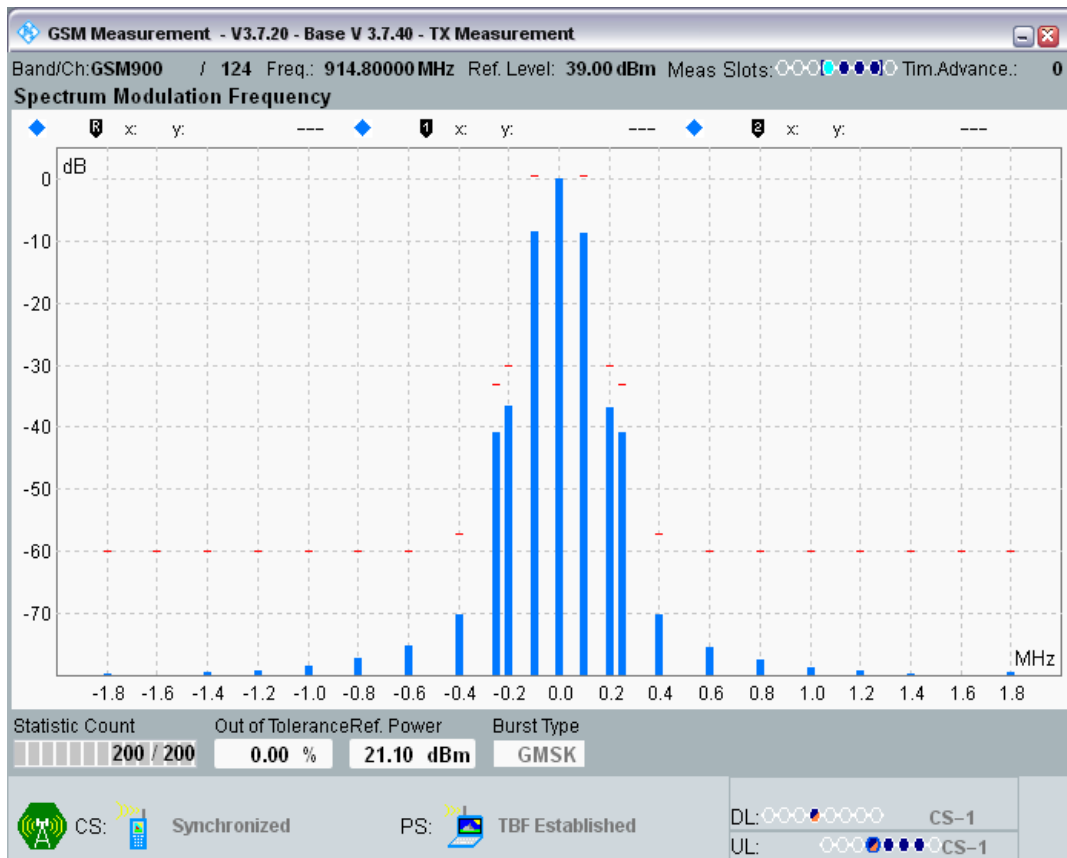 GSM Measurement - V3.7.20 - Base V 3.7.40 - TX Measurement
Band/Ch:GSM900 / 124 Freq.: 914.80000 MHz Ref. Level: 39.00 dBm Meas Slots: Tim.Advance.: 0
Spectrum Modulation Frequency
R x: y: --- 1 x: y: --- 2 x: y: ---
dB
0
-10
-20
-30
-40
-50
-60
-70
MHz
-1.8 -1.6 -1.4 -1.2 -1.0 -0.8 -0.6 -0.4 -0.2 0.0 0.2 0.4 0.6 0.8 1.0 1.2 1.4 1.6 1.8
Statistic Count Out of Tolerance Ref. Power Burst Type
200 / 200 0.00 % 21.10 dBm GMSK
CS: Synchronized PS: TBF Established
DL: CS-1
UL: CS-1